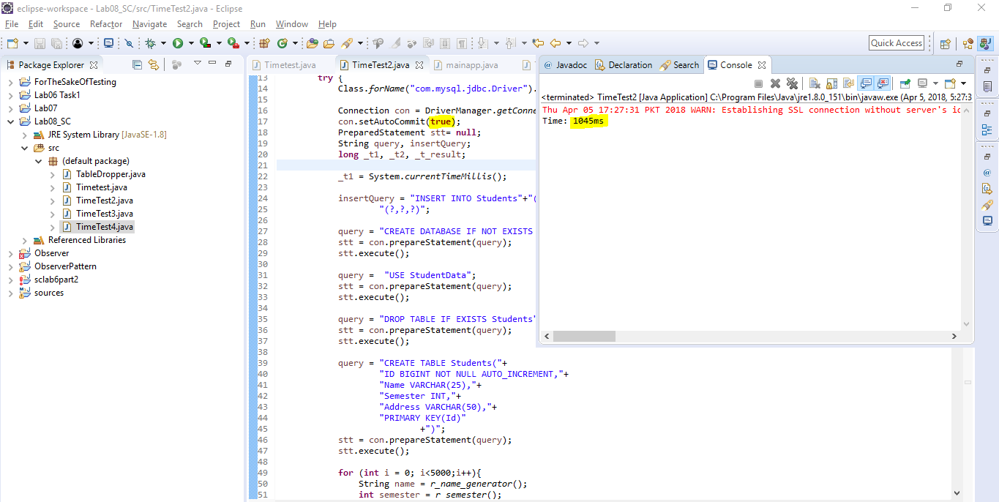 eclipse-workspace - Lab08_SC/src/TimeTest2.java - Eclipse
File Edit Source Refactor Navigate Search Project Run Window Help
Quick Access
Package Explorer
ForTheSakeOfTesting
Lab06 Task1
Lab07
Lab08_SC
JRE System Library [JavaSE-1.8]
src
(default package)
TableDropper.java
Timetest.java
TimeTest2.java
TimeTest3.java
TimeTest4.java
Referenced Libraries
Observer
ObserverPattern
sclab6part2
sources
Timetest.java TimeTest2.java mainapp.java
13 try {
14 Class.forName("com.mysql.jdbc.Driver").
15
16 Connection con = DriverManager.getConne
17 con.setAutoCommit(true);
18 PreparedStatement stt= null;
19 String query, insertQuery;
20 long _t1, _t2, _t_result;
21
22 _t1 = System.currentTimeMillis();
23
24 insertQuery = "INSERT INTO Students"+"(
25 "(?,?,?)";
26
27 query = "CREATE DATABASE IF NOT EXISTS
28 stt = con.prepareStatement(query);
29 stt.execute();
30
31 query =  "USE StudentData";
32 stt = con.prepareStatement(query);
33 stt.execute();
34
35 query = "DROP TABLE IF EXISTS Students"
36 stt = con.prepareStatement(query);
37 stt.execute();
38
39 query = "CREATE TABLE Students("+
40 "ID BIGINT NOT NULL AUTO_INCREMENT,"+
41 "Name VARCHAR(25),"+
42 "Semester INT,"+
43 "Address VARCHAR(50),"+
44 "PRIMARY KEY(Id)"
45 +")";
46 stt = con.prepareStatement(query);
47 stt.execute();
48
49 for (int i = 0; i<5000;i++){
50 String name = r_name_generator();
51 int semester = r_semester();
Javadoc Declaration Search Console
<terminated> TimeTest2 [Java Application] C:\Program Files\Java\jre1.8.0_151\bin\javaw.exe (Apr 5, 2018, 5:27:3
Thu Apr 05 17:27:31 PKT 2018 WARN: Establishing SSL connection without server's id
Time: 1045ms